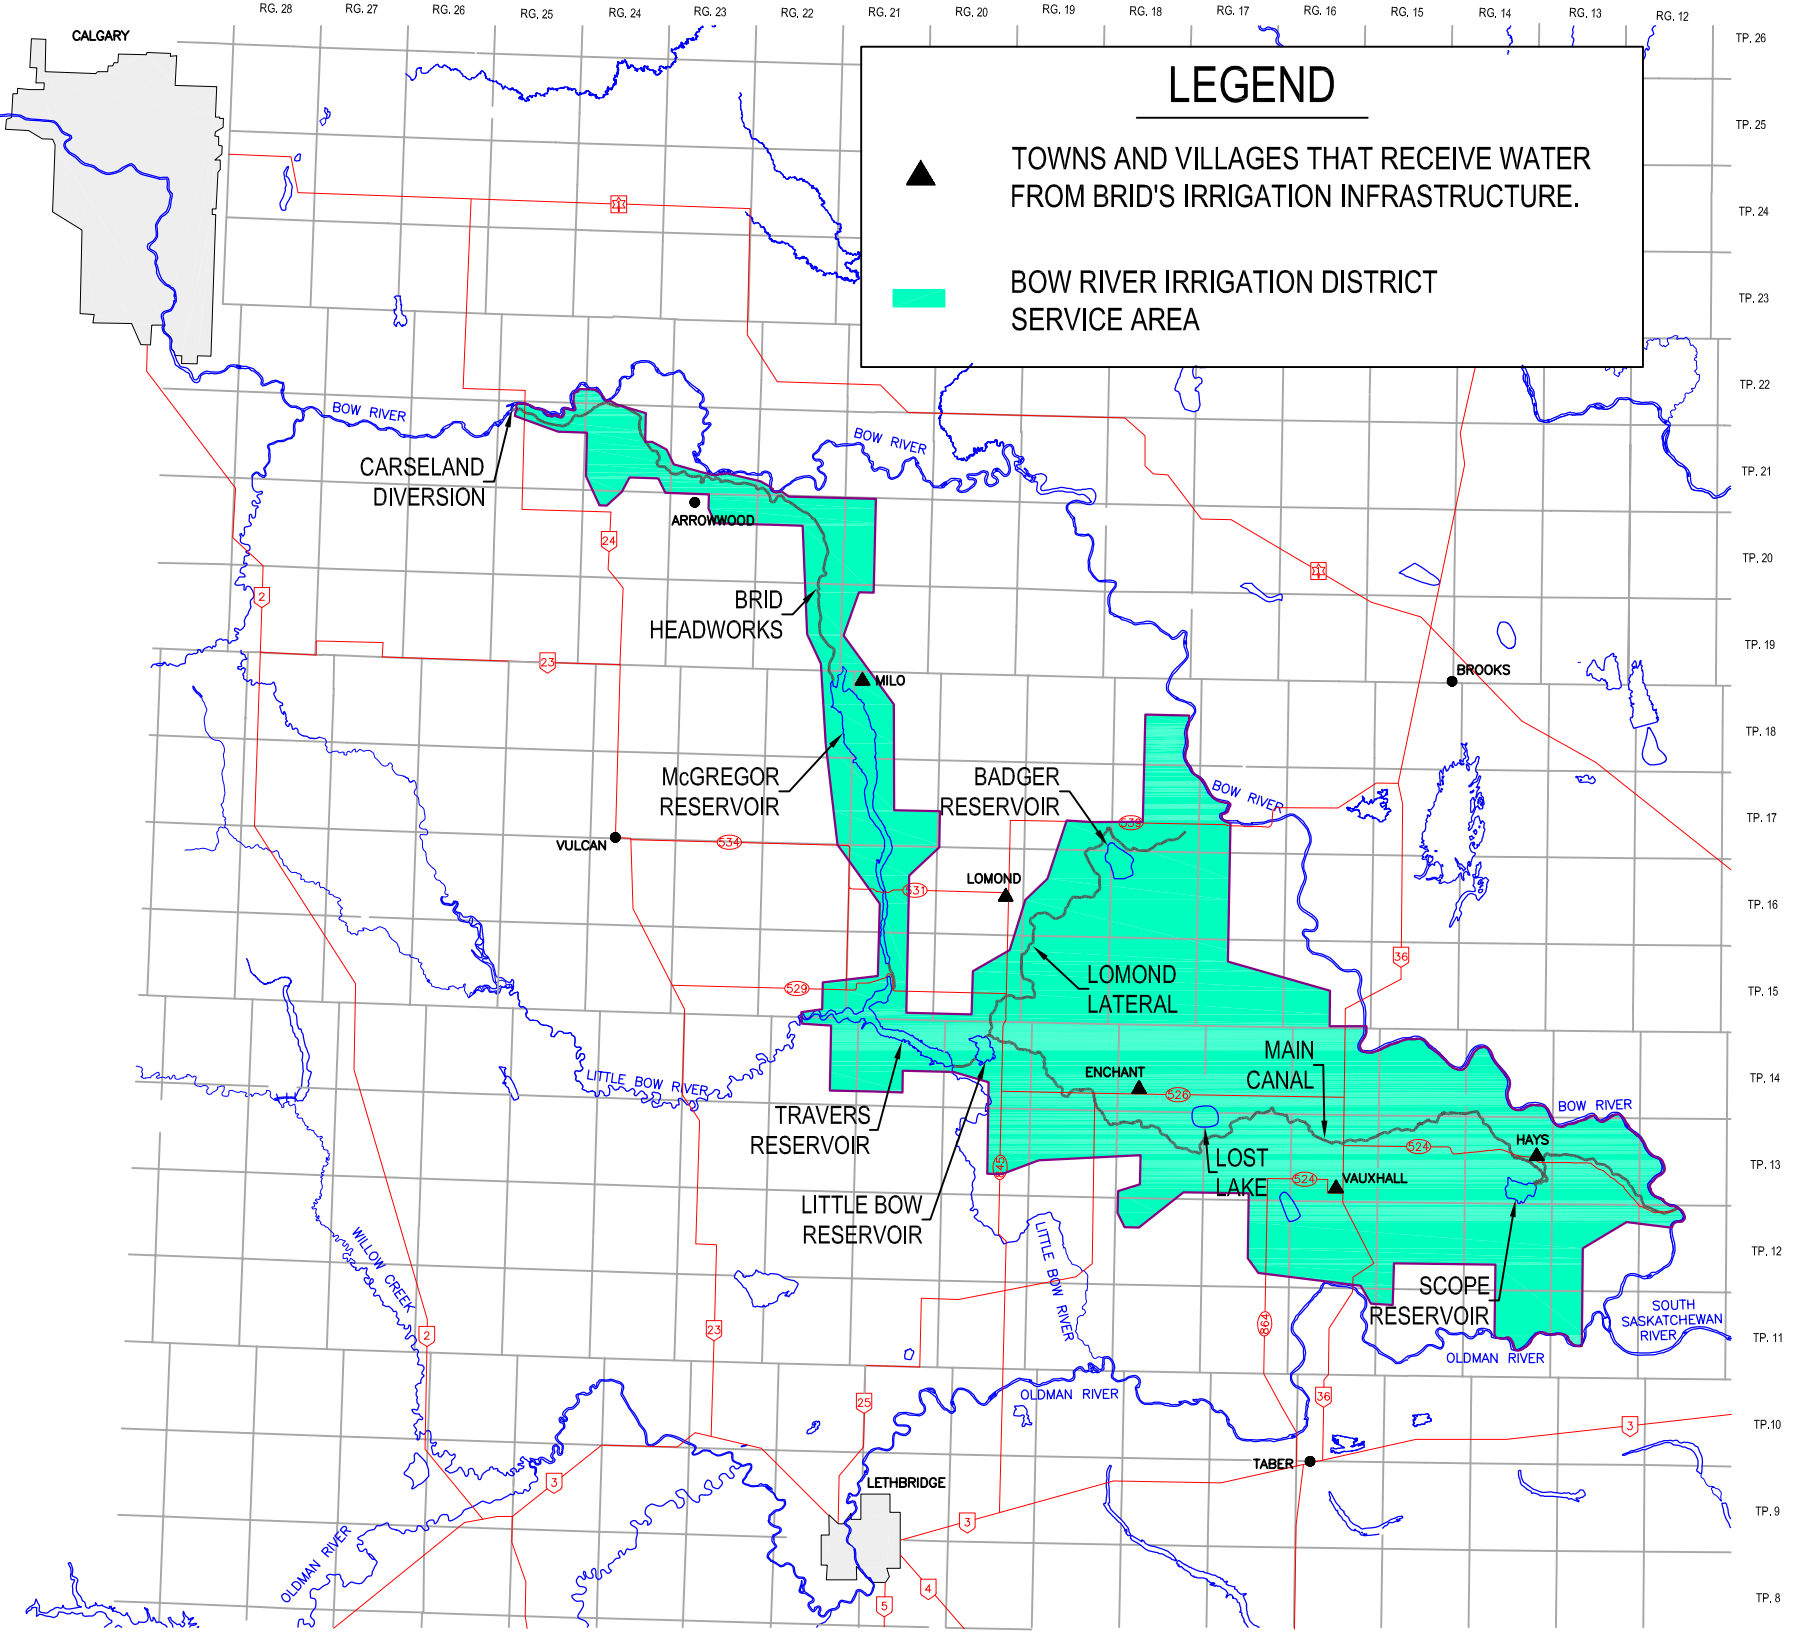 RG. 28
RG. 27
RG. 26
RG. 25
RG. 24
RG. 23
RG. 22
RG. 21
RG. 20
RG. 19
RG. 18
RG. 17
RG. 16
RG. 15
RG. 14
RG. 13
RG. 12
CALGARY
LEGEND
TOWNS AND VILLAGES THAT RECEIVE WATER
FROM BRID'S IRRIGATION INFRASTRUCTURE.
BOW RIVER IRRIGATION DISTRICT
SERVICE AREA
TP. 26
TP. 25
TP. 24
TP. 23
TP. 22
TP. 21
TP. 20
TP. 19
TP. 18
TP. 17
TP. 16
TP. 15
TP. 14
TP. 13
TP. 12
TP. 11
TP. 10
TP. 9
TP. 8
1
BOW RIVER
BOW RIVER
CARSELAND
DIVERSION
ARROWWOOD
24
1
2
BRID
HEADWORKS
23
MILO
BROOKS
McGREGOR
RESERVOIR
BADGER
RESERVOIR
BOW RIVER
539
VULCAN
534
LOMOND
531
36
LOMOND
LATERAL
529
MAIN
CANAL
LITTLE BOW RIVER
ENCHANT
526
TRAVERS
RESERVOIR
BOW RIVER
HAYS
524
LOST
LAKE
845
524
VAUXHALL
LITTLE BOW
RESERVOIR
WILLOW CREEK
LITTLE BOW RIVER
SCOPE
RESERVOIR
SOUTH
SASKATCHEWAN
RIVER
2
23
864
OLDMAN RIVER
OLDMAN RIVER
25
36
3
TABER
LETHBRIDGE
3
3
OLDMAN RIVER
4
5